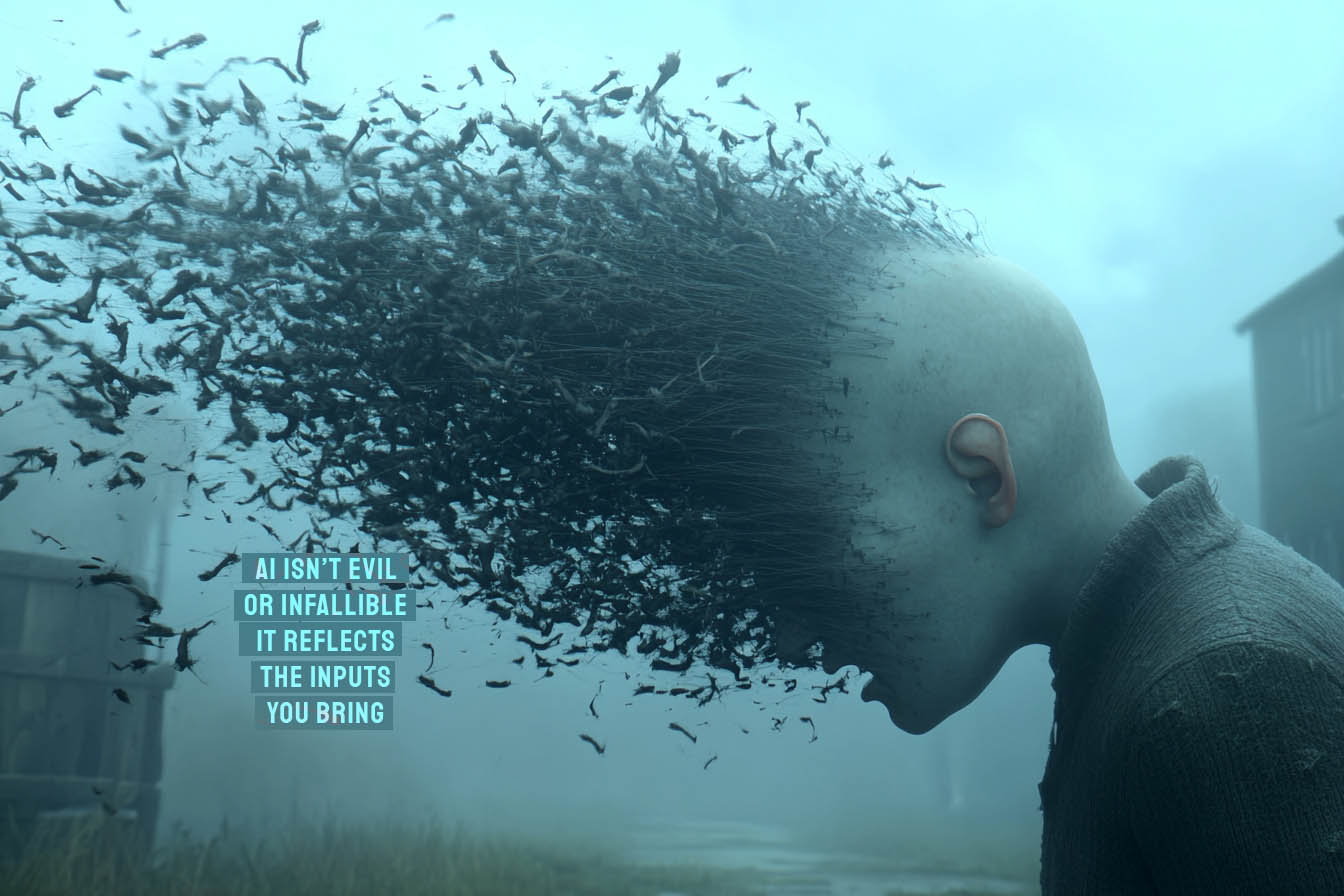 AI ISN'T EVIL
OR INFALLIBLE
IT REFLECTS
THE INPUTS
YOU BRING